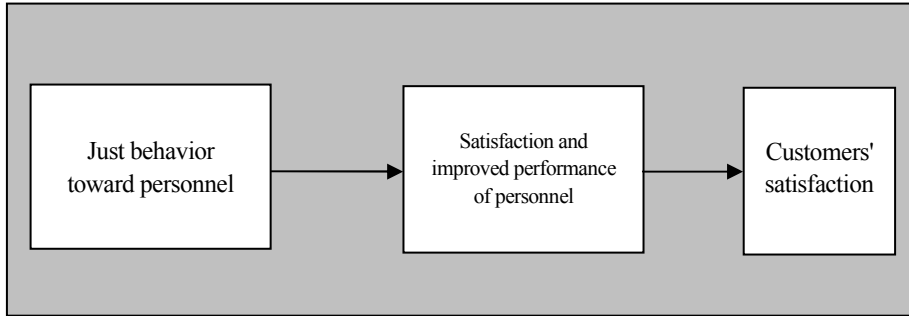 Just behavior
toward personnel
Satisfaction and
improved performance
of personnel
Customers'
satisfaction